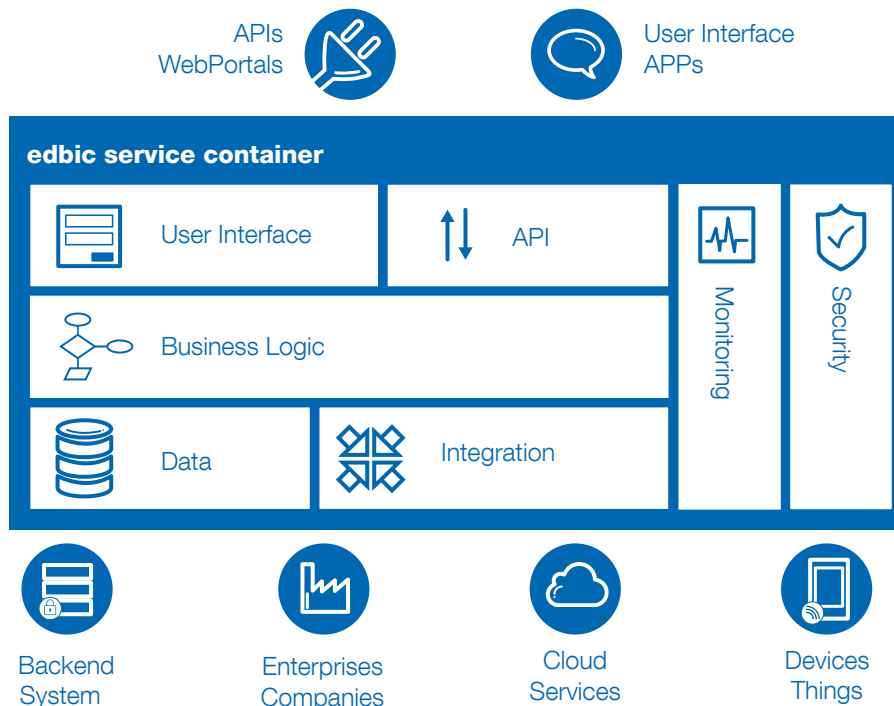 APIs
WebPortals
User Interface
APPs
edbic service container
User Interface
API
Monitoring
Security
Business Logic
Data
Integration
Backend
System
Enterprises
Companies
Cloud
Services
Devices
Things